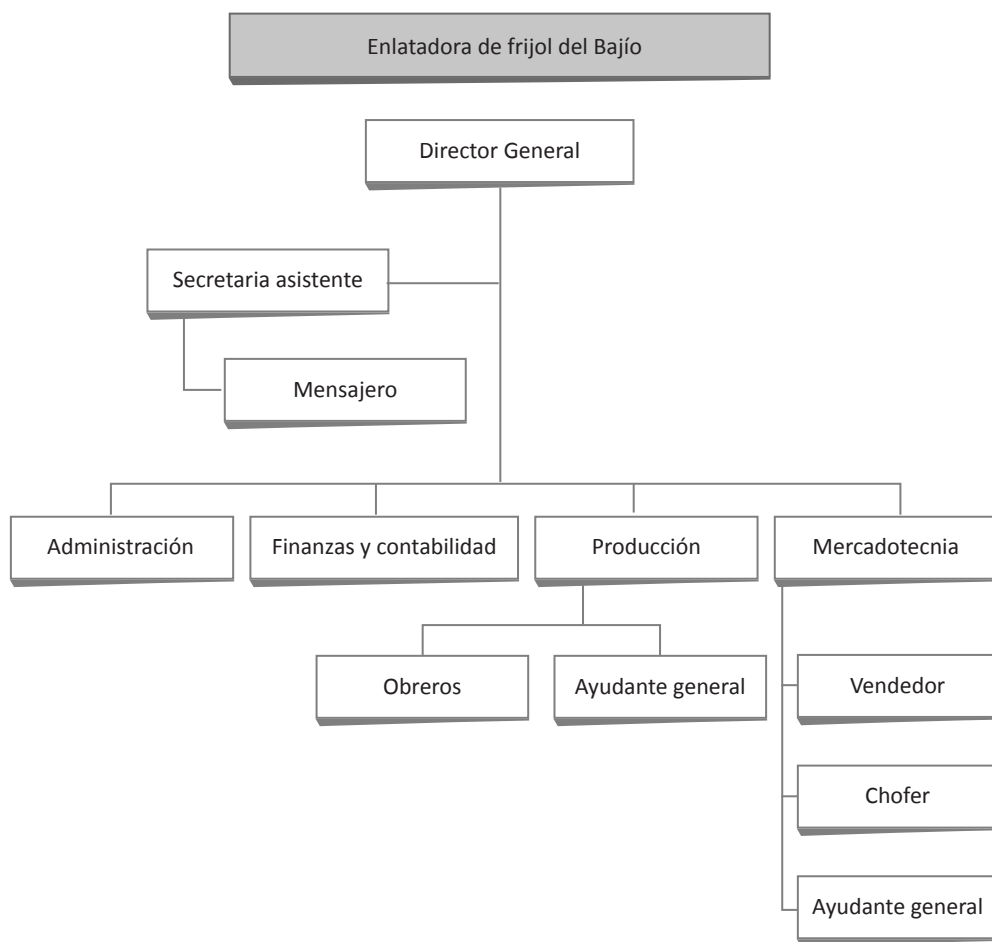 Enlatadora de frijol del Bajío
Director General
Secretaria asistente
Mensajero
Administración
Finanzas y contabilidad
Producción
Mercadotecnia
Obreros
Ayudante general
Vendedor
Chofer
Ayudante general